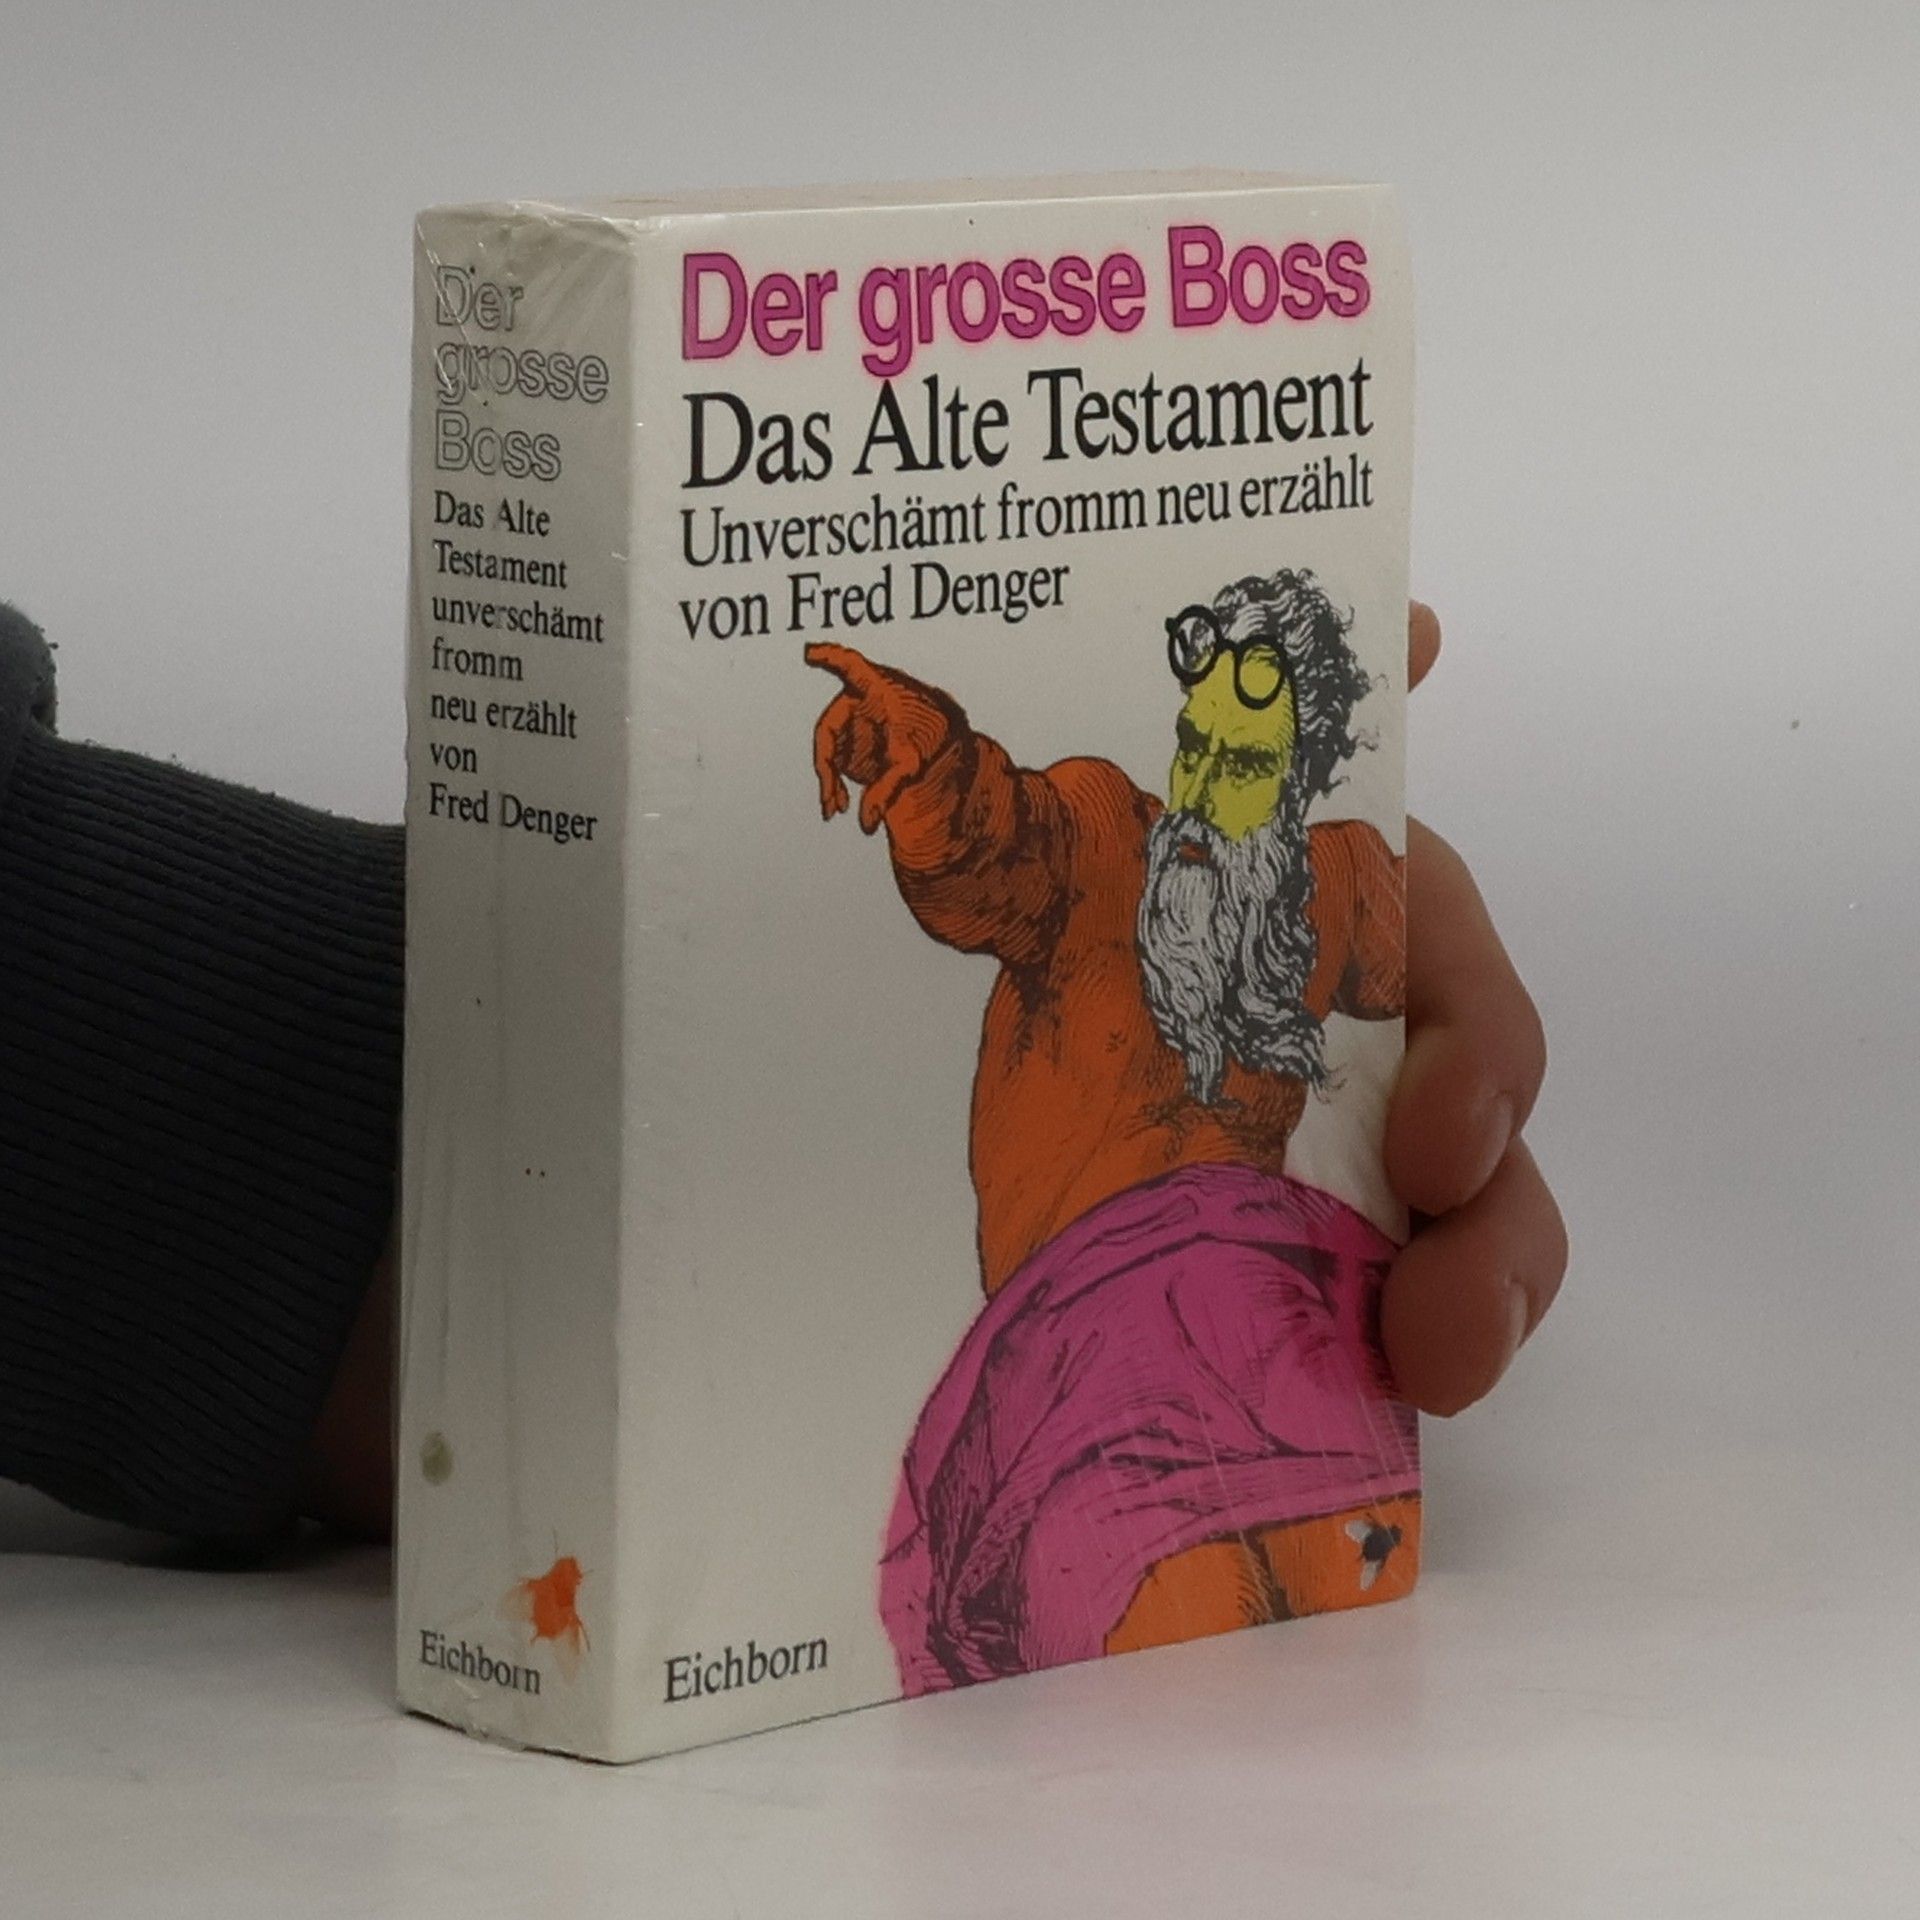 Der
grosse
Boss
Das Alte
Testament
unverschämt
fromm
neu erzählt
von
Fred Denger
Eichborn
Der grosse Boss
Das Alte Testament
Unverschämt fromm neu erzählt
von Fred Denger
Eichborn